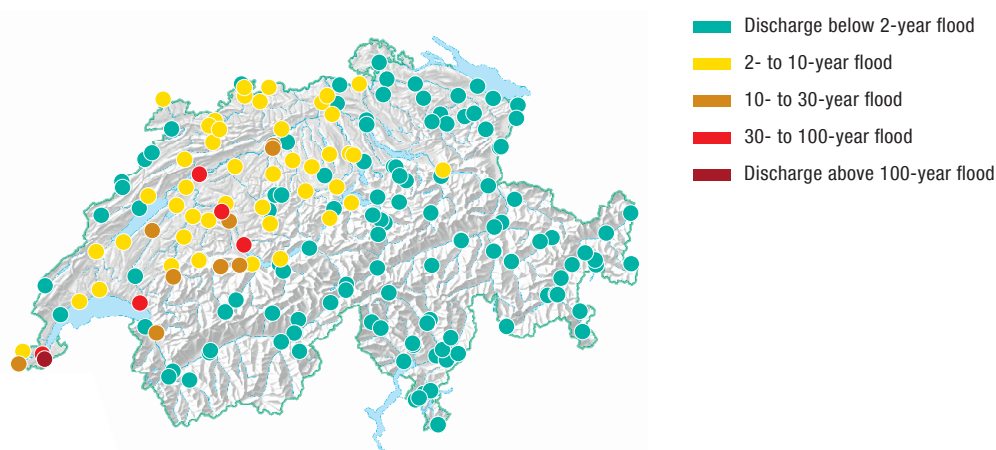 Discharge below 2-year flood
2- to 10-year flood
10- to 30-year flood
30- to 100-year flood
Discharge above 100-year flood